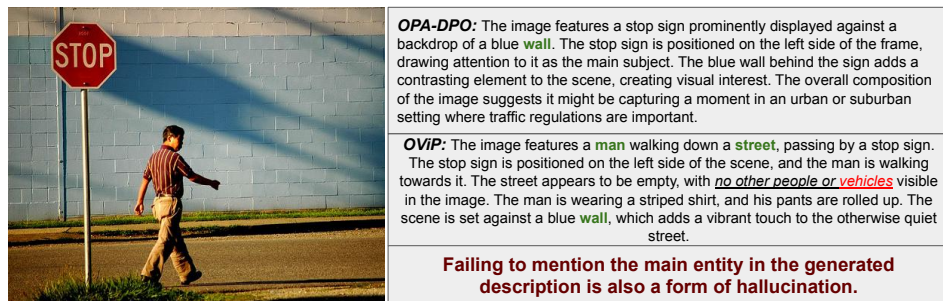 STOP
OPA-DPO: The image features a stop sign prominently displayed against a
backdrop of a blue wall. The stop sign is positioned on the left side of the frame,
drawing attention to it as the main subject. The blue wall behind the sign adds a
contrasting element to the scene, creating visual interest. The overall composition
of the image suggests it might be capturing a moment in an urban or suburban
setting where traffic regulations are important.
OViP: The image features a man walking down a street, passing by a stop sign.
The stop sign is positioned on the left side of the scene, and the man is walking
towards it. The street appears to be empty, with no other people or vehicles visible
in the image. The man is wearing a striped shirt, and his pants are rolled up. The
scene is set against a blue wall, which adds a vibrant touch to the otherwise quiet
street.
Failing to mention the main entity in the generated
description is also a form of hallucination.